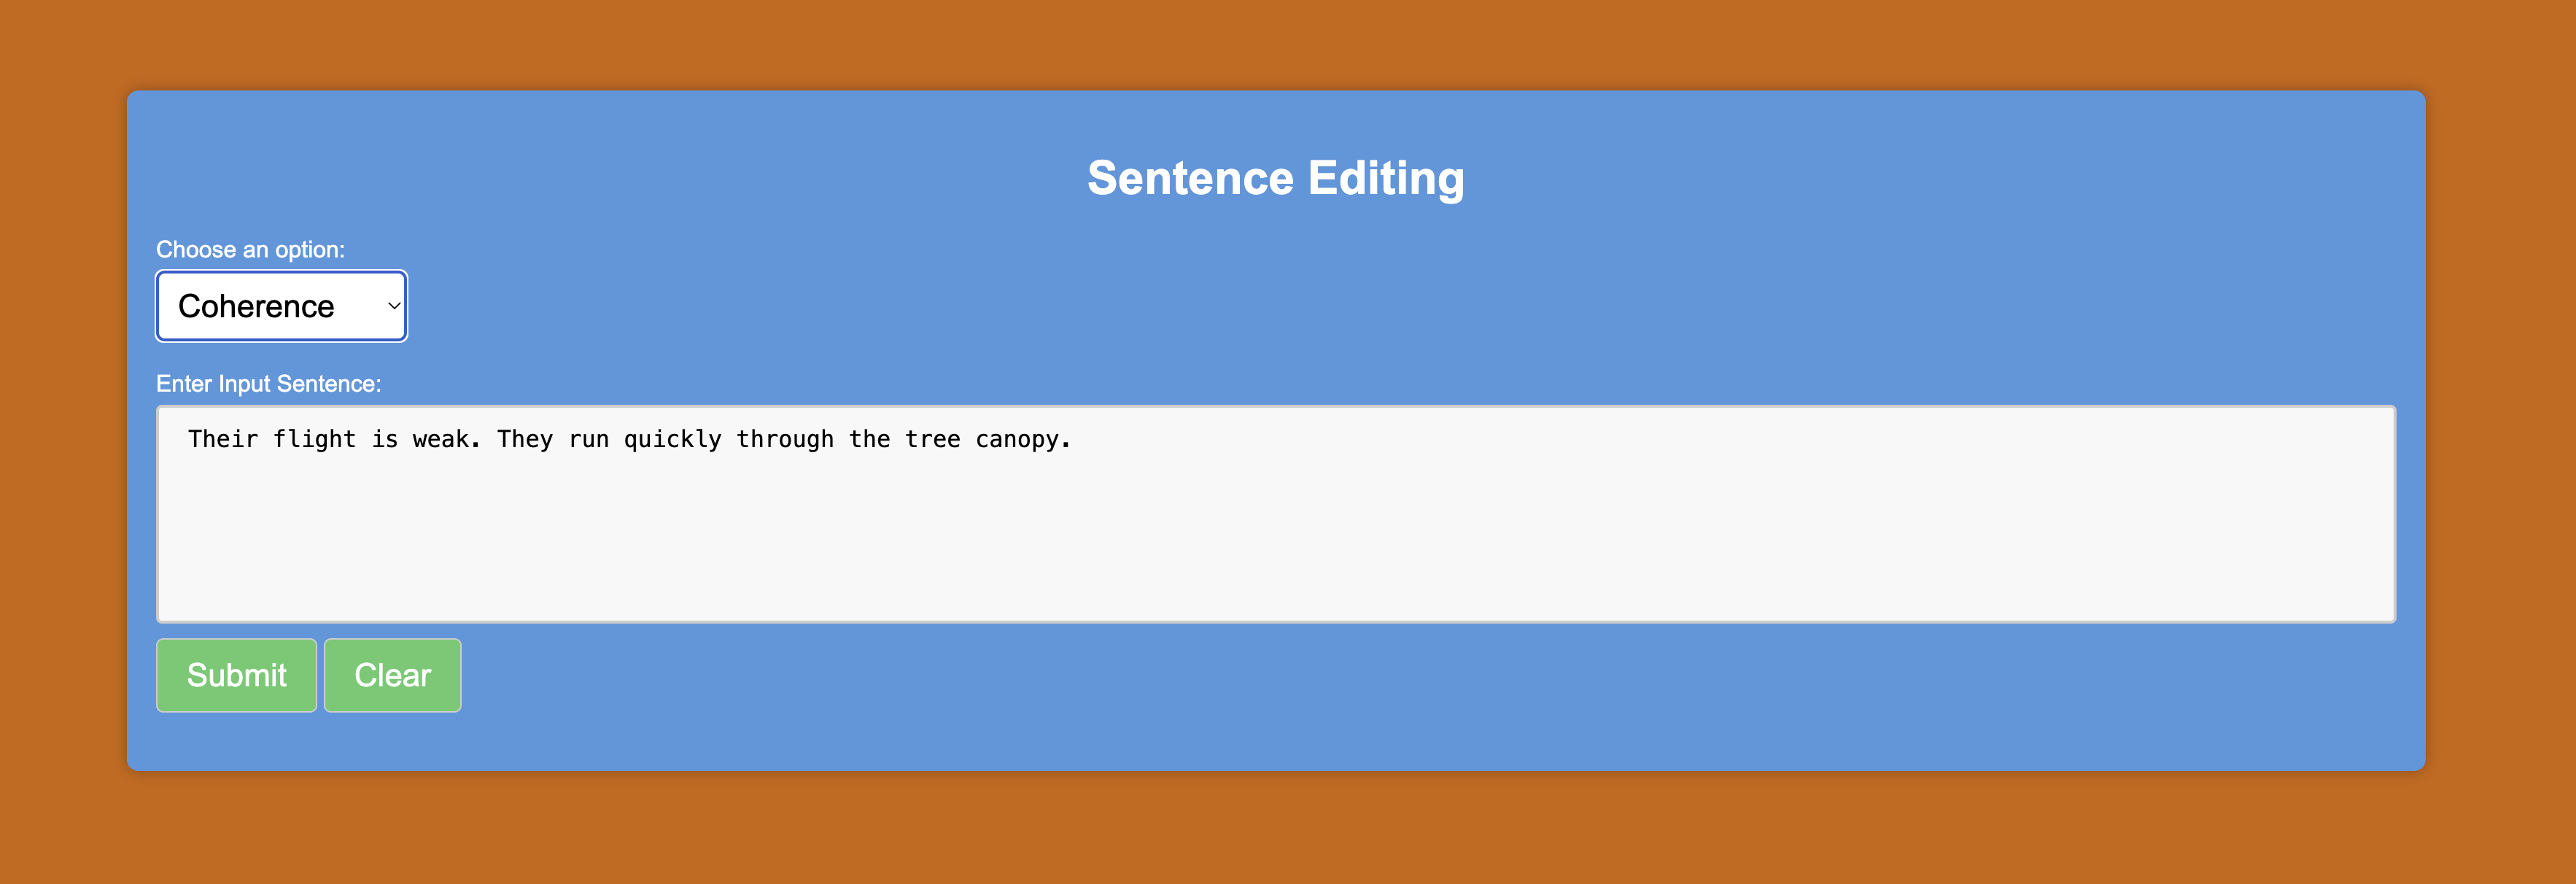 Sentence Editing
Choose an option:
Coherence
Enter Input Sentence:
Their flight is weak. They run quickly through the tree canopy.
Submit Clear